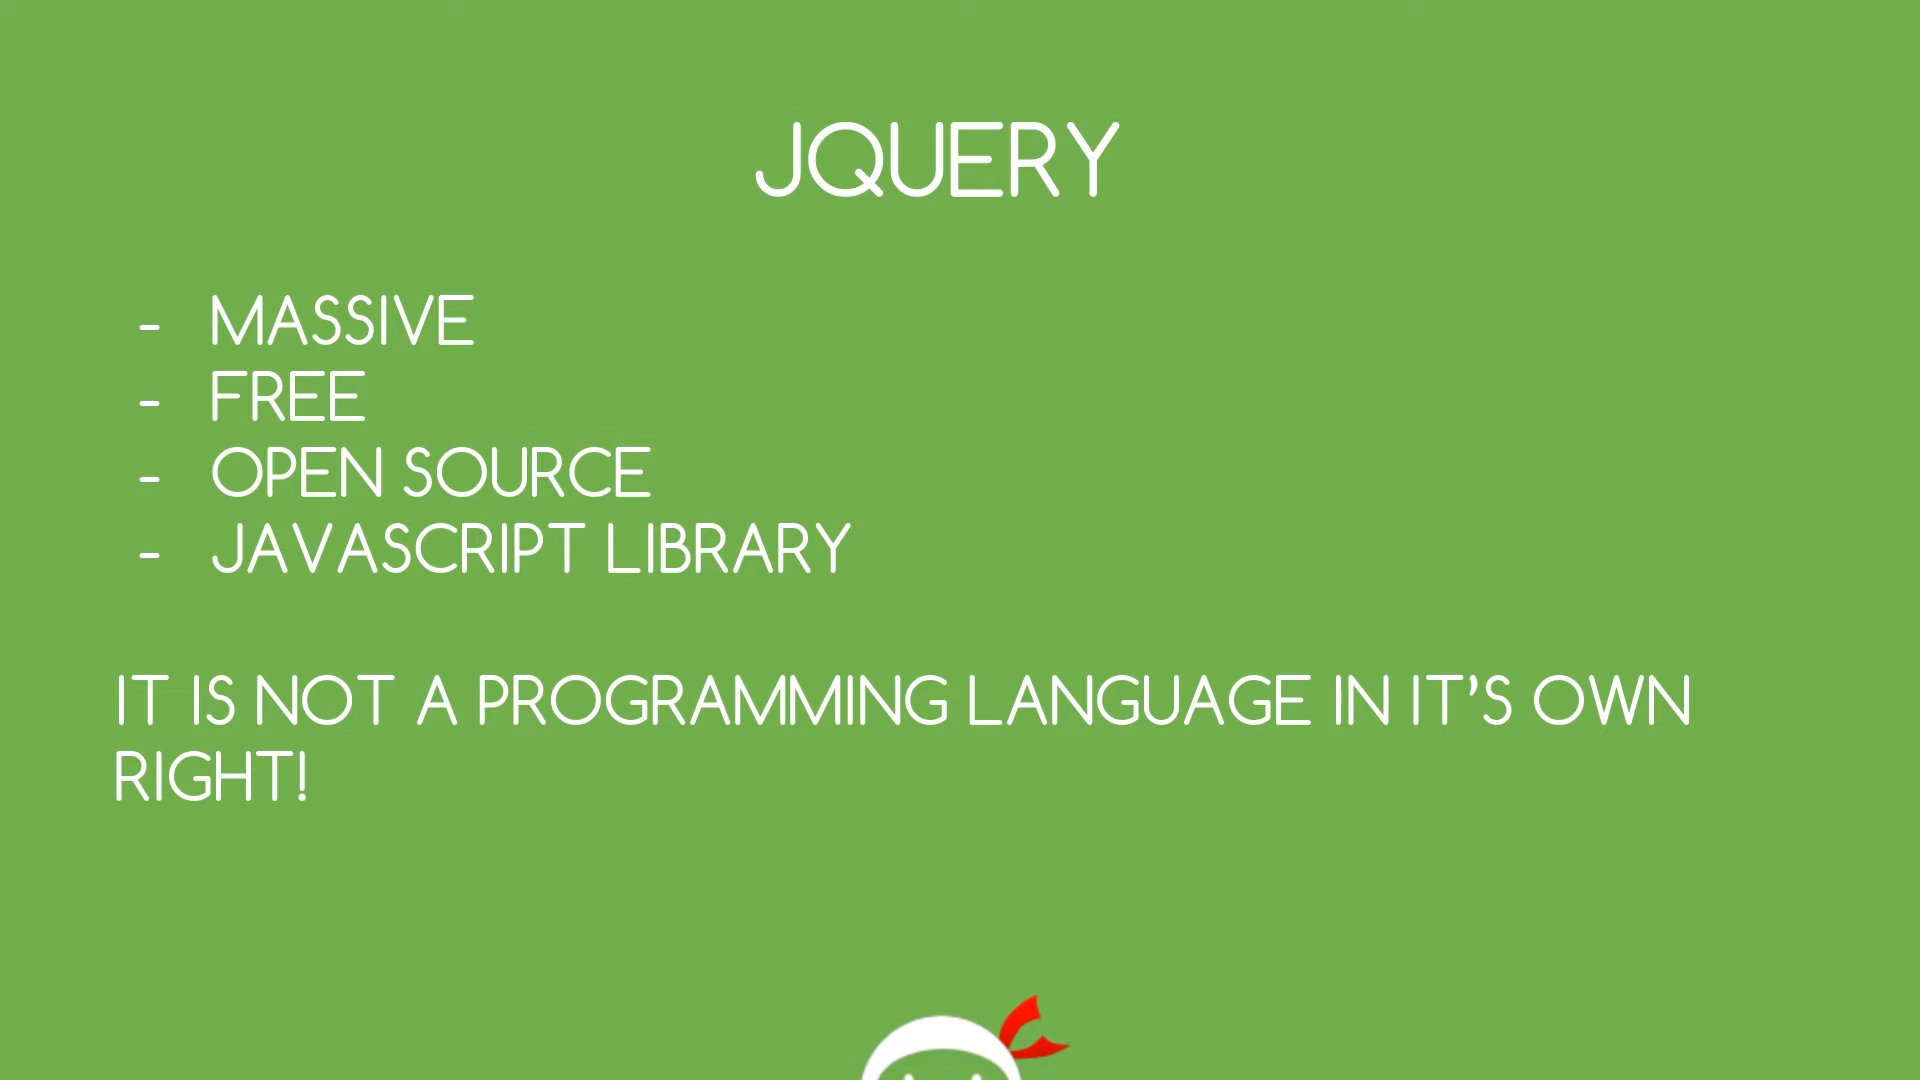 JQUERY
- MASSIVE
- FREE
- OPEN SOURCE
- JAVASCRIPT LIBRARY
IT IS NOT A PROGRAMMING LANGUAGE IN IT’S OWN
RIGHT!